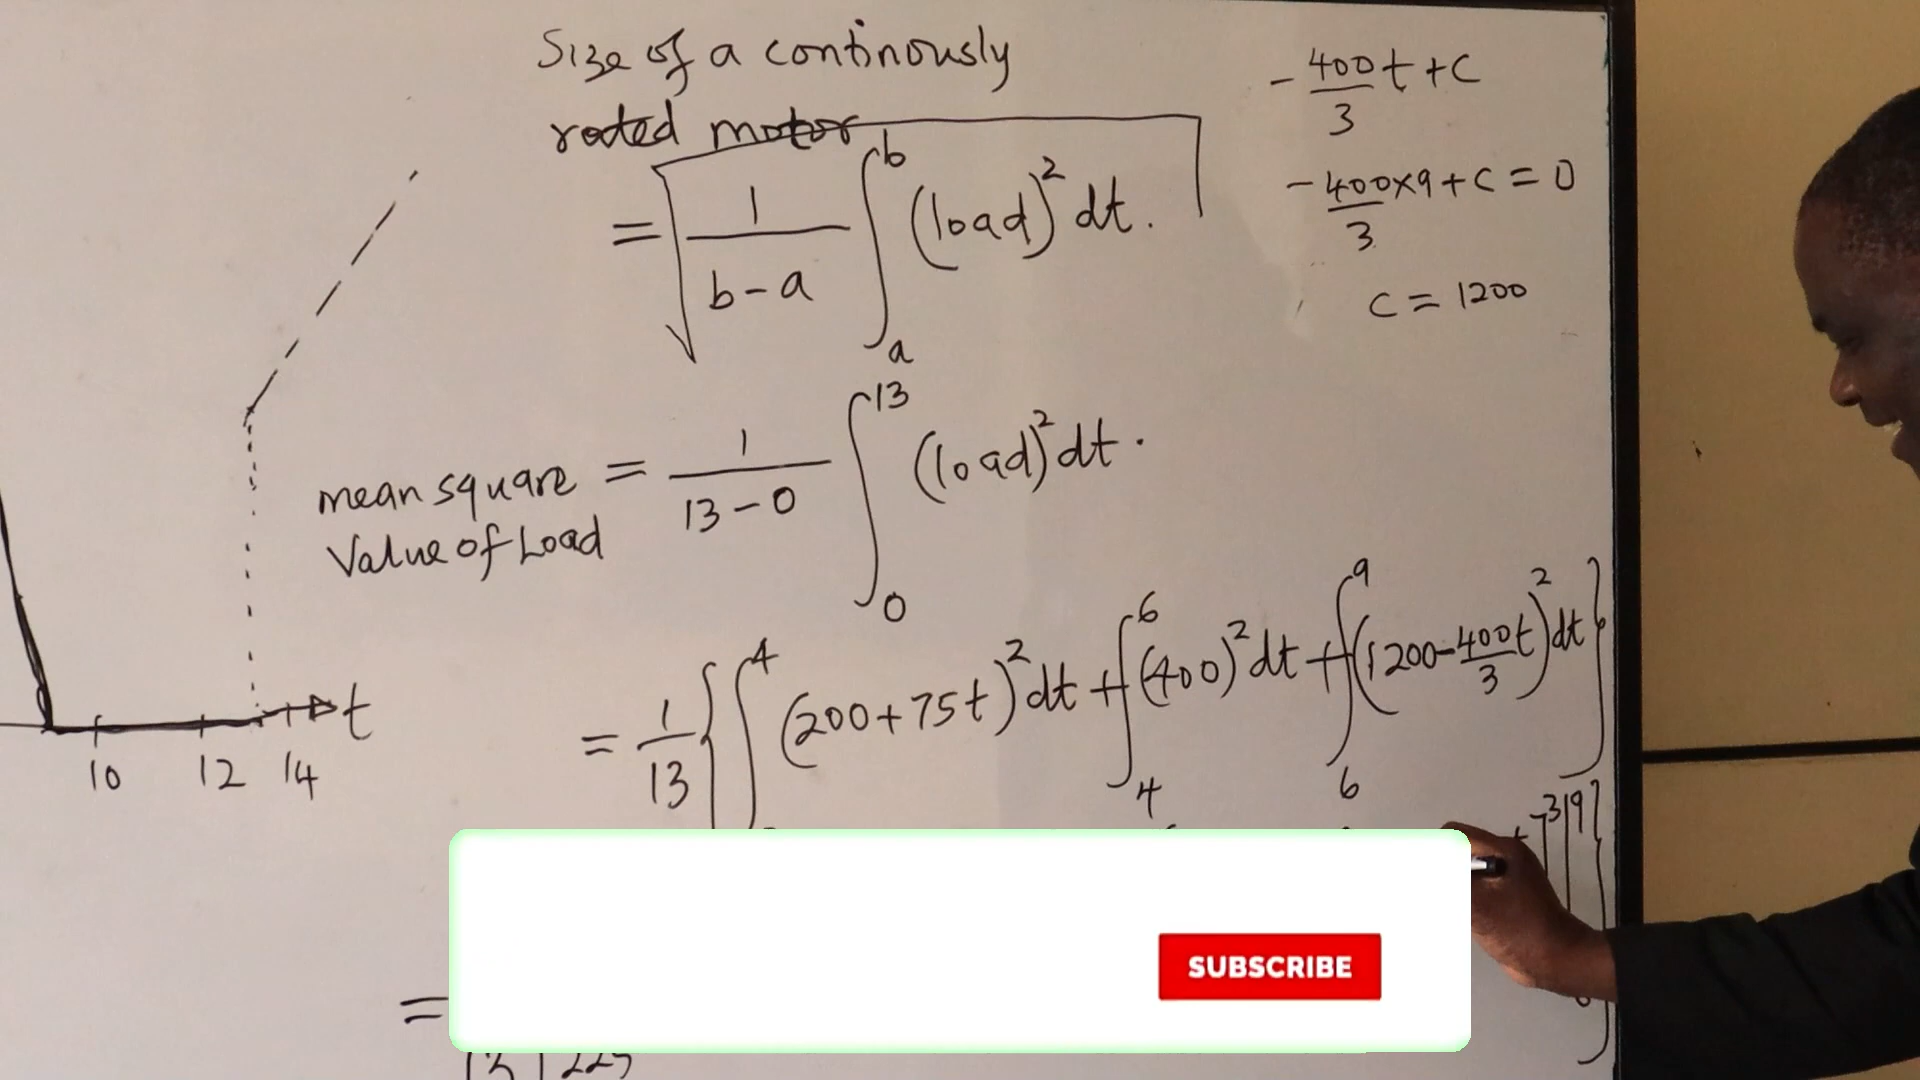 Size of a continously
rated motor
= √ 1/(b-a) ∫_a^b (load)² dt.
- 400/3 t + C
- 400/3 × 9 + C = 0
C = 1200
mean square Value of Load = 1/(13-0) ∫_0^13 (load)² dt.
= 1/13 { ∫^4 (200+75t)² dt + ∫_4^6 (400)² dt + ∫_6^9 (1200 - 400/3 t)² dt }
10 12 14 t
=
SUBSCRIBE